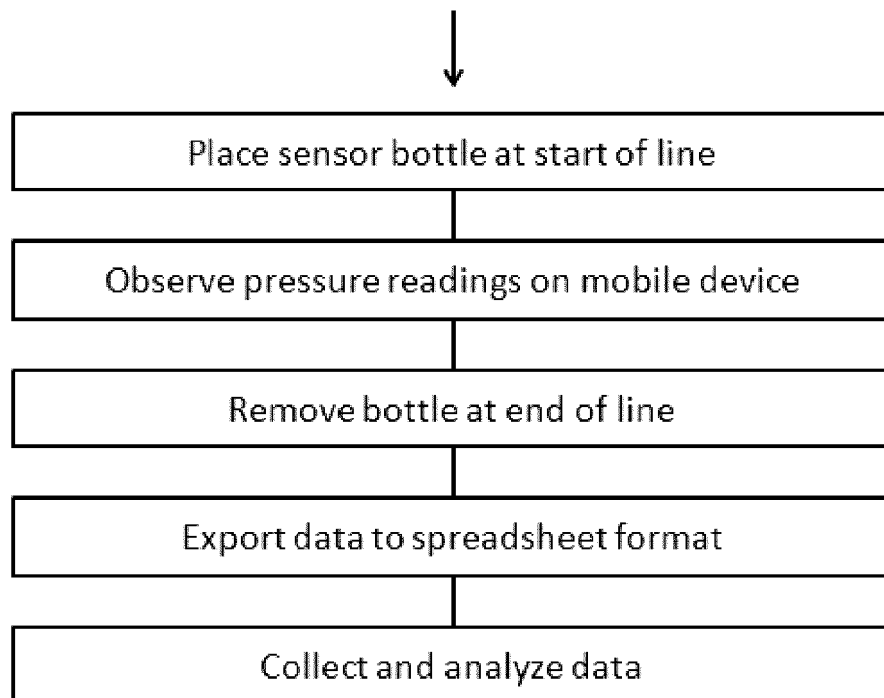 Place sensor bottle at start of line
Observe pressure readings on mobile device
Remove bottle at end of line
Export data to spreadsheet format
Collect and analyze data